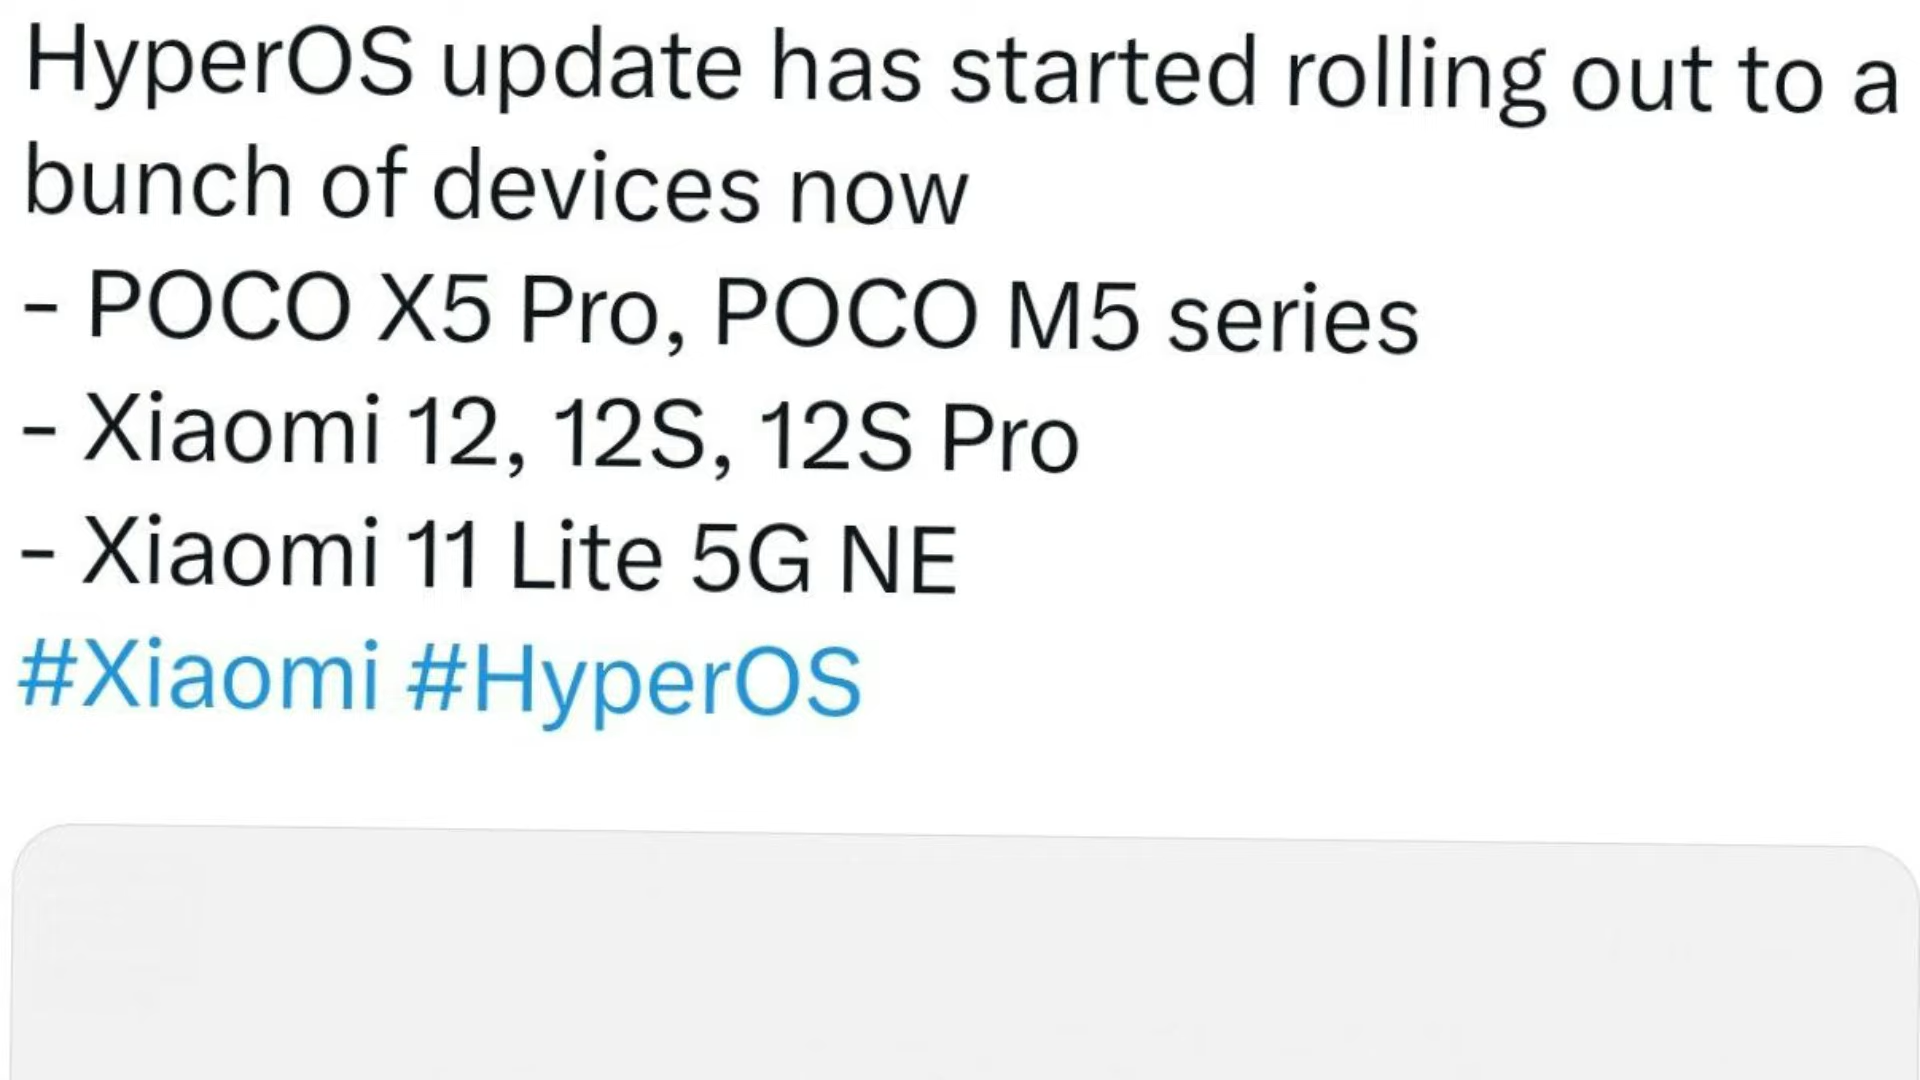 HyperOS update has started rolling out to a
bunch of devices now
- POCO X5 Pro, POCO M5 series
- Xiaomi 12, 12S, 12S Pro
- Xiaomi 11 Lite 5G NE
#Xiaomi #HyperOS